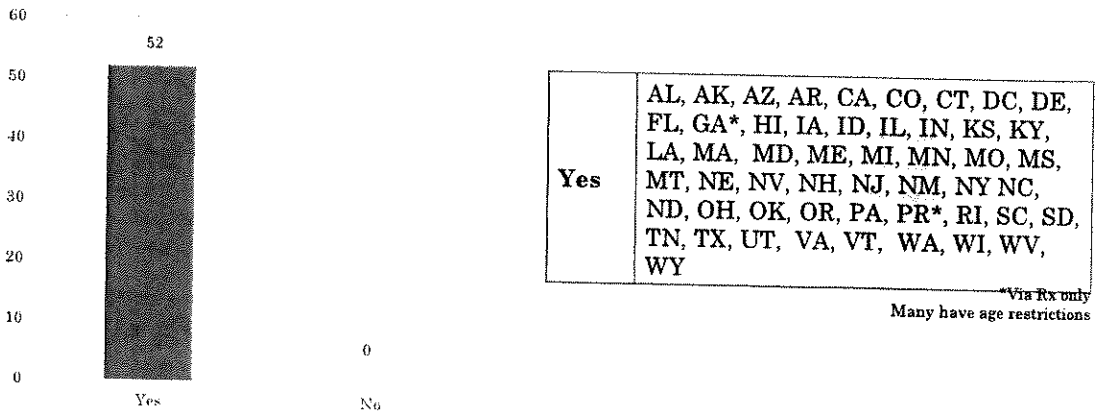 60
52
50
40
30
20
10
0
0
Yes
No
Yes
AL, AK, AZ, AR, CA, CO, CT, DC, DE,
FL, GA*, HI, IA, ID, IL, IN, KS, KY,
LA, MA, MD, ME, MI, MN, MO, MS,
MT, NE, NV, NH, NJ, NM, NY NC,
ND, OH, OK, OR, PA, PR*, RI, SC, SD,
TN, TX, UT, VA, VT, WA, WI, WV,
WY
*Via Rx only
Many have age restrictions